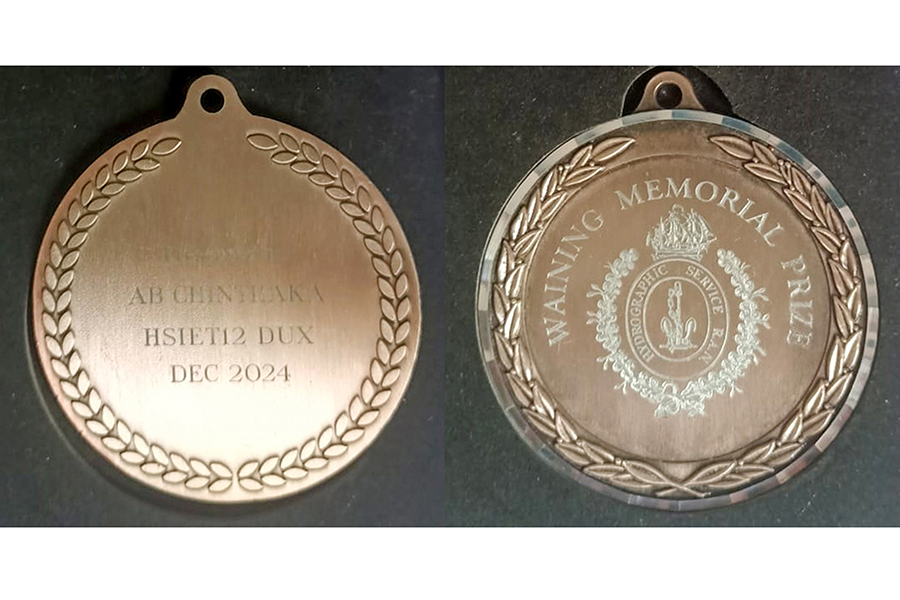 AB CHINTHAKA
HSIET12 DUX
DEC 2024
WAINING MEMORIAL PRIZE
HYDROGRAPHIC SERVICE R.A.N